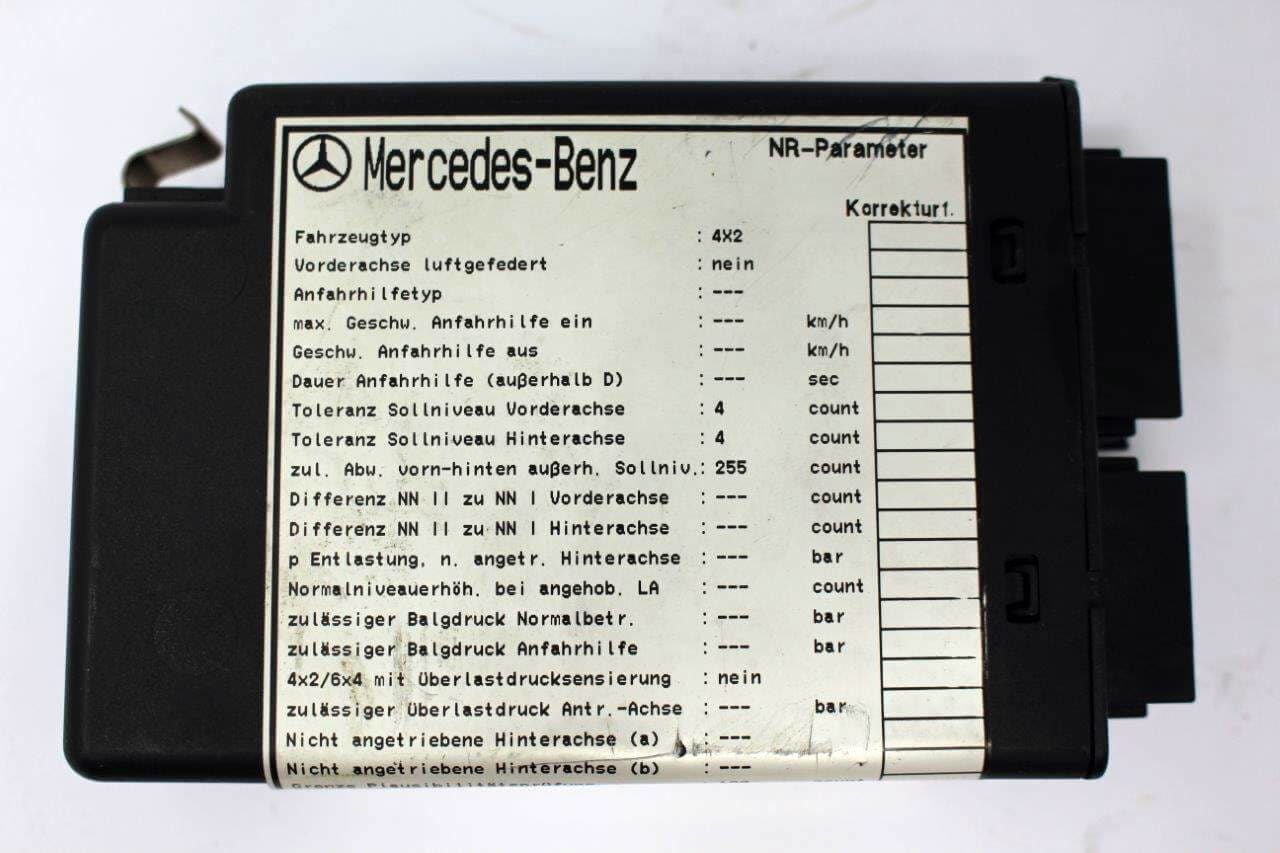 Mercedes-Benz NR-Parameter
Korrektur1.
Fahrzeugtyp : 4X2
Vorderachse luftgefedert : nein
Anfahrhilfetyp : ---
max. Geschw. Anfahrhilfe ein : --- km/h
Geschw. Anfahrhilfe aus : --- km/h
Dauer Anfahrhilfe (außerhalb D) : --- sec
Toleranz Sollniveau Vorderachse : 4 count
Toleranz Sollniveau Hinterachse : 4 count
zul. Abw. vorn-hinten außerh. Sollniv.: 255 count
Differenz NN II zu NN I Vorderachse : --- count
Differenz NN II zu NN I Hinterachse : --- count
p Entlastung, n. angetr. Hinterachse : --- bar
Normalniveauerhöh. bei angehob. LA : --- count
zulässiger Balgdruck Normalbetr. : --- bar
zulässiger Balgdruck Anfahrhilfe : --- bar
4x2/6x4 mit Überlastdrucksensierung : nein
zulässiger Überlastdruck Antr.-Achse : --- bar
Nicht angetriebene Hinterachse (a) : ---
Nicht angetriebene Hinterachse (b) : ---